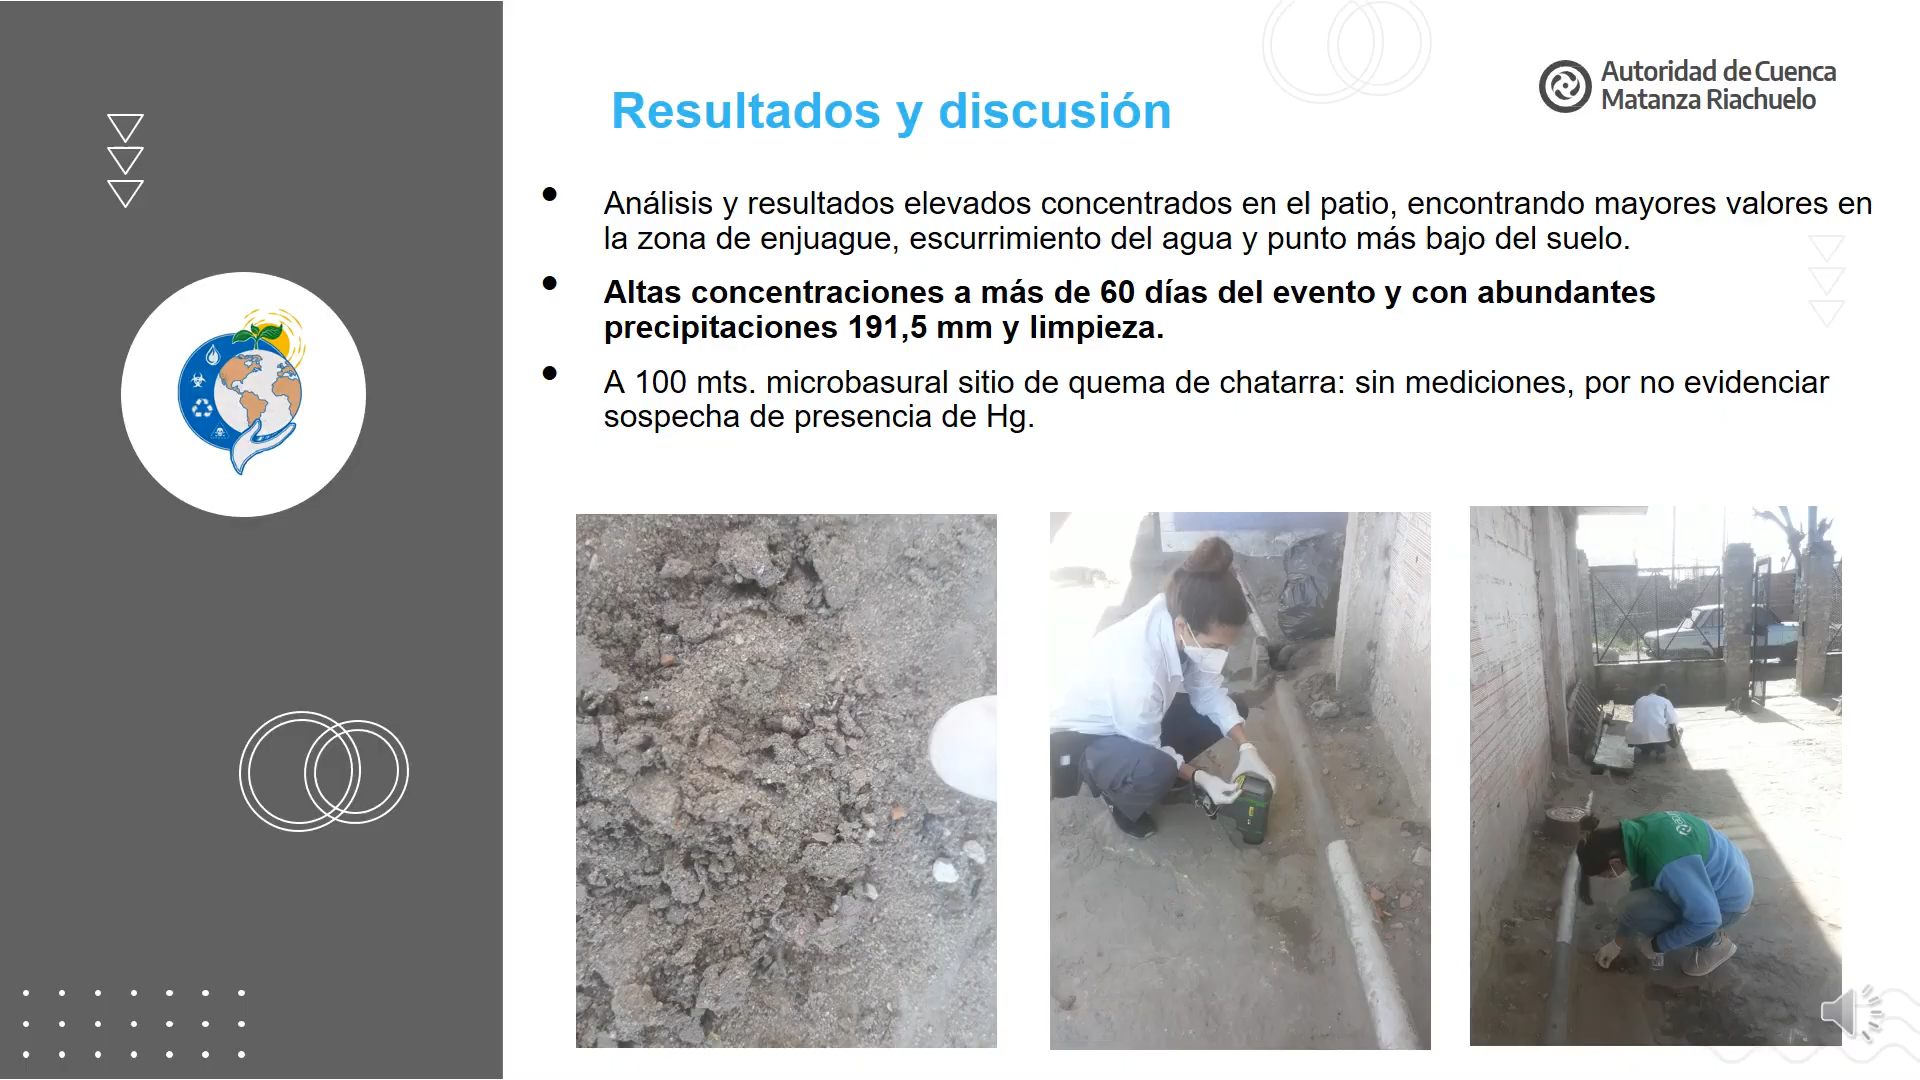 Autoridad de Cuenca
Matanza Riachuelo
Resultados y discusión
• Análisis y resultados elevados concentrados en el patio, encontrando mayores valores en
la zona de enjuague, escurrimiento del agua y punto más bajo del suelo.
• Altas concentraciones a más de 60 días del evento y con abundantes
precipitaciones 191,5 mm y limpieza.
• A 100 mts. microbasural sitio de quema de chatarra: sin mediciones, por no evidenciar
sospecha de presencia de Hg.